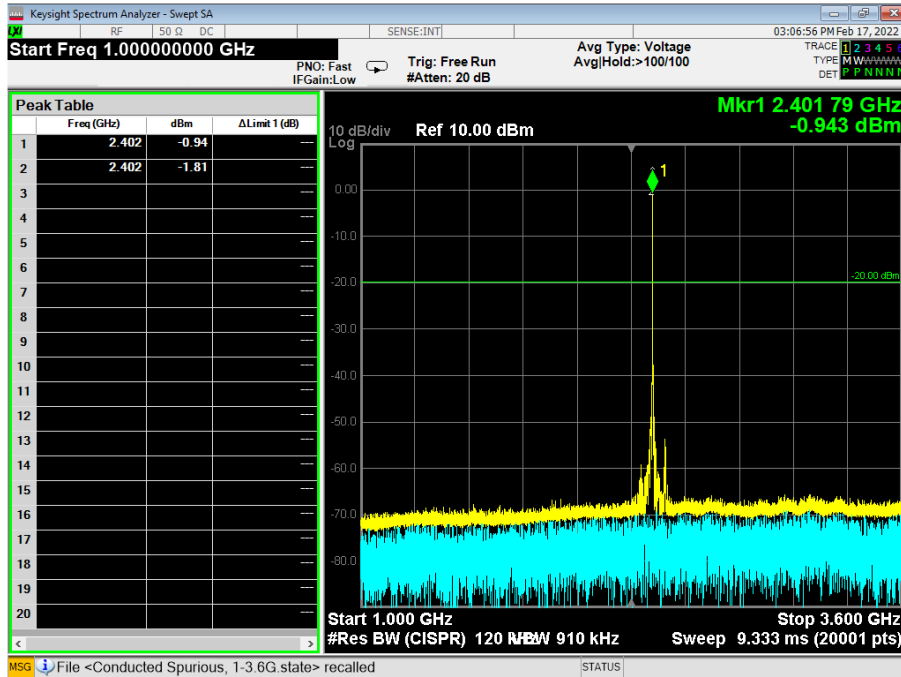 Keysight Spectrum Analyzer - Swept SA
LXI RF 50 Ω DC SENSE:INT 03:06:56 PM Feb 17, 2022
Start Freq 1.000000000 GHz
PNO: Fast
IFGain:Low
Trig: Free Run
#Atten: 20 dB
Avg Type: Voltage
Avg|Hold:>100/100
TRACE 1 2 3 4 5 6
TYPE M WWWWW
DET P P N N N N
Peak Table
Freq (GHz) dBm ΔLimit 1 (dB)
1 2.402 -0.94 ---
2 2.402 -1.81 ---
3 ---
4 ---
5 ---
6 ---
7 ---
8 ---
9 ---
10 ---
11 ---
12 ---
13 ---
14 ---
15 ---
16 ---
17 ---
18 ---
19 ---
20 ---
Mkr1 2.401 79 GHz
-0.943 dBm
10 dB/div Ref 10.00 dBm
Log
1
0.00
-10.0
-20.0
-20.00 dBm
-30.0
-40.0
-50.0
-60.0
-70.0
-80.0
Start 1.000 GHz Stop 3.600 GHz
#Res BW (CISPR) 120 kHz VBW 910 kHz Sweep 9.333 ms (20001 pts)
MSG File <Conducted Spurious, 1-3.6G.state> recalled STATUS